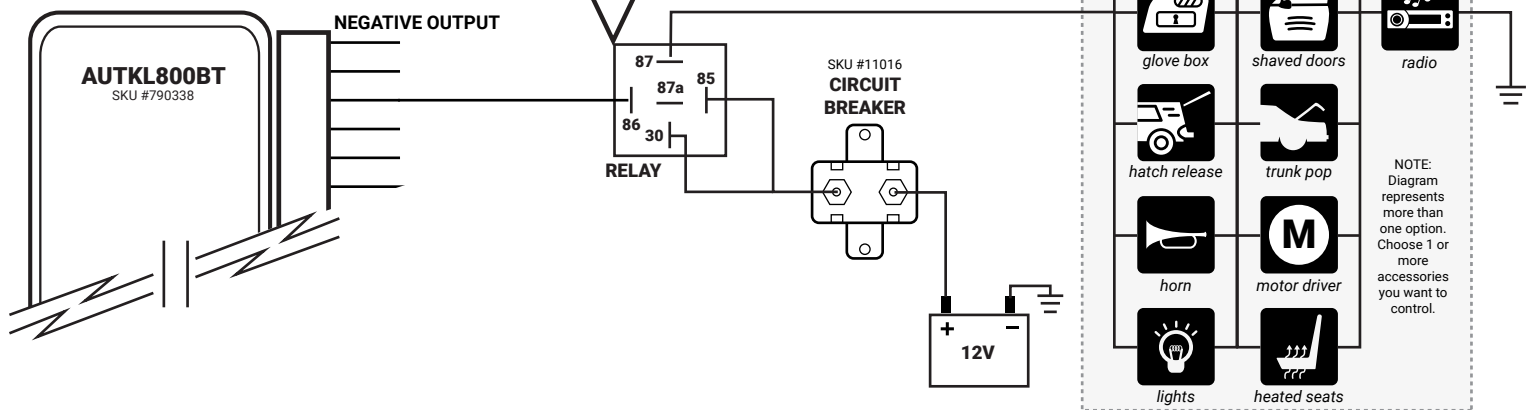 NEGATIVE OUTPUT
AUTKL800BT
SKU #790338
87
87a
85
86
30
RELAY
SKU #11016
CIRCUIT
BREAKER
+
−
12V
glove box
shaved doors
radio
hatch release
trunk pop
horn
M
motor driver
lights
heated seats
NOTE:
Diagram
represents
more than
one option.
Choose 1 or
more
accessories
you want to
control.